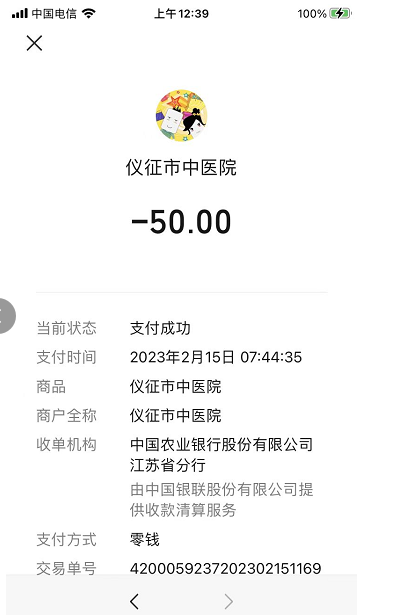 中国电信
上午12:39
100%
仪征市中医院
-50.00
当前状态 支付成功
支付时间 2023年2月15日 07:44:35
商品 仪征市中医院
商户全称 仪征市中医院
收单机构 中国农业银行股份有限公司
江苏省分行
由中国银联股份有限公司提
供收款清算服务
支付方式 零钱
交易单号 4200059237202302151169